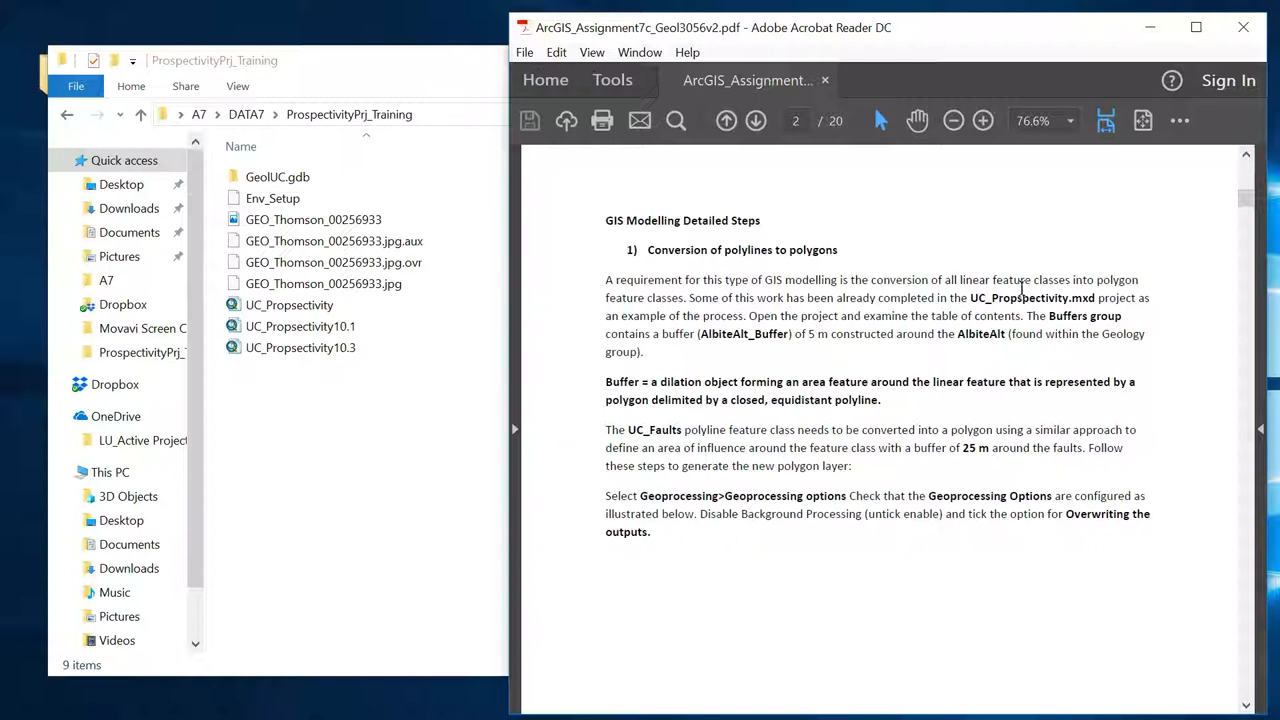 ProspectivityPrj_Training
File Home Share View
A7 DATA7 ProspectivityPrj_Training
Quick access
Desktop
Downloads
Documents
Pictures
A7
Dropbox
Movavi Screen C
ProspectivityPrj_T
Dropbox
OneDrive
LU_Active Project
This PC
3D Objects
Desktop
Documents
Downloads
Music
Pictures
Videos
Name
GeolUC.gdb
Env_Setup
GEO_Thomson_00256933
GEO_Thomson_00256933.jpg.aux
GEO_Thomson_00256933.jpg.ovr
GEO_Thomson_00256933.jpg
UC_Propsectivity
UC_Propsectivity10.1
UC_Propsectivity10.3
9 items
ArcGIS_Assignment7c_Geol3056v2.pdf - Adobe Acrobat Reader DC
File Edit View Window Help
Home Tools ArcGIS_Assignment... × Sign In
2 / 20 76.6%
GIS Modelling Detailed Steps
1) Conversion of polylines to polygons
A requirement for this type of GIS modelling is the conversion of all linear feature classes into polygon
feature classes. Some of this work has been already completed in the UC_Propspectivity.mxd project as
an example of the process. Open the project and examine the table of contents. The Buffers group
contains a buffer (AlbiteAlt_Buffer) of 5 m constructed around the AlbiteAlt (found within the Geology
group).
Buffer = a dilation object forming an area feature around the linear feature that is represented by a
polygon delimited by a closed, equidistant polyline.
The UC_Faults polyline feature class needs to be converted into a polygon using a similar approach to
define an area of influence around the feature class with a buffer of 25 m around the faults. Follow
these steps to generate the new polygon layer:
Select Geoprocessing>Geoprocessing options Check that the Geoprocessing Options are configured as
illustrated below. Disable Background Processing (untick enable) and tick the option for Overwriting the
outputs.